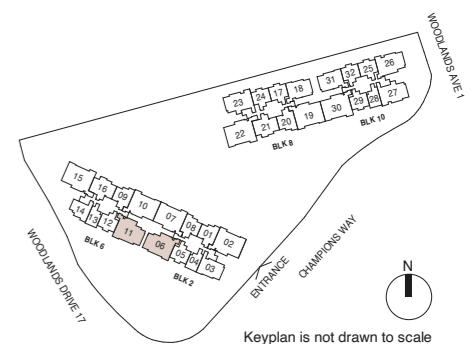 WOODLANDS AVE 1
31 32 25 26
23 24 17 18
22 21 20 19 30 29 28 27
BLK 8
BLK 10
15 16 09 10 07 08 01 02
14 13 12 11 06 05 04 03
BLK 6
BLK 2
WOODLANDS DRIVE 17
ENTRANCE
CHAMPIONS WAY
N
Keyplan is not drawn to scale